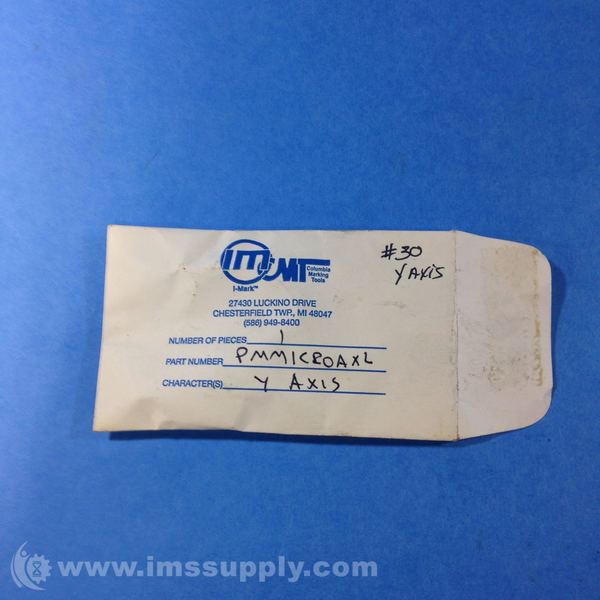 IM
CMT
Columbia
Marking
Tools
I-Mark™
#30
Y AXIS
27430 LUCKINO DRIVE
CHESTERFIELD TWP., MI 48047
(586) 949-8400
NUMBER OF PIECES 1
PART NUMBER PMMICROAXL
CHARACTER(S) Y AXIS
www.imssupply.com